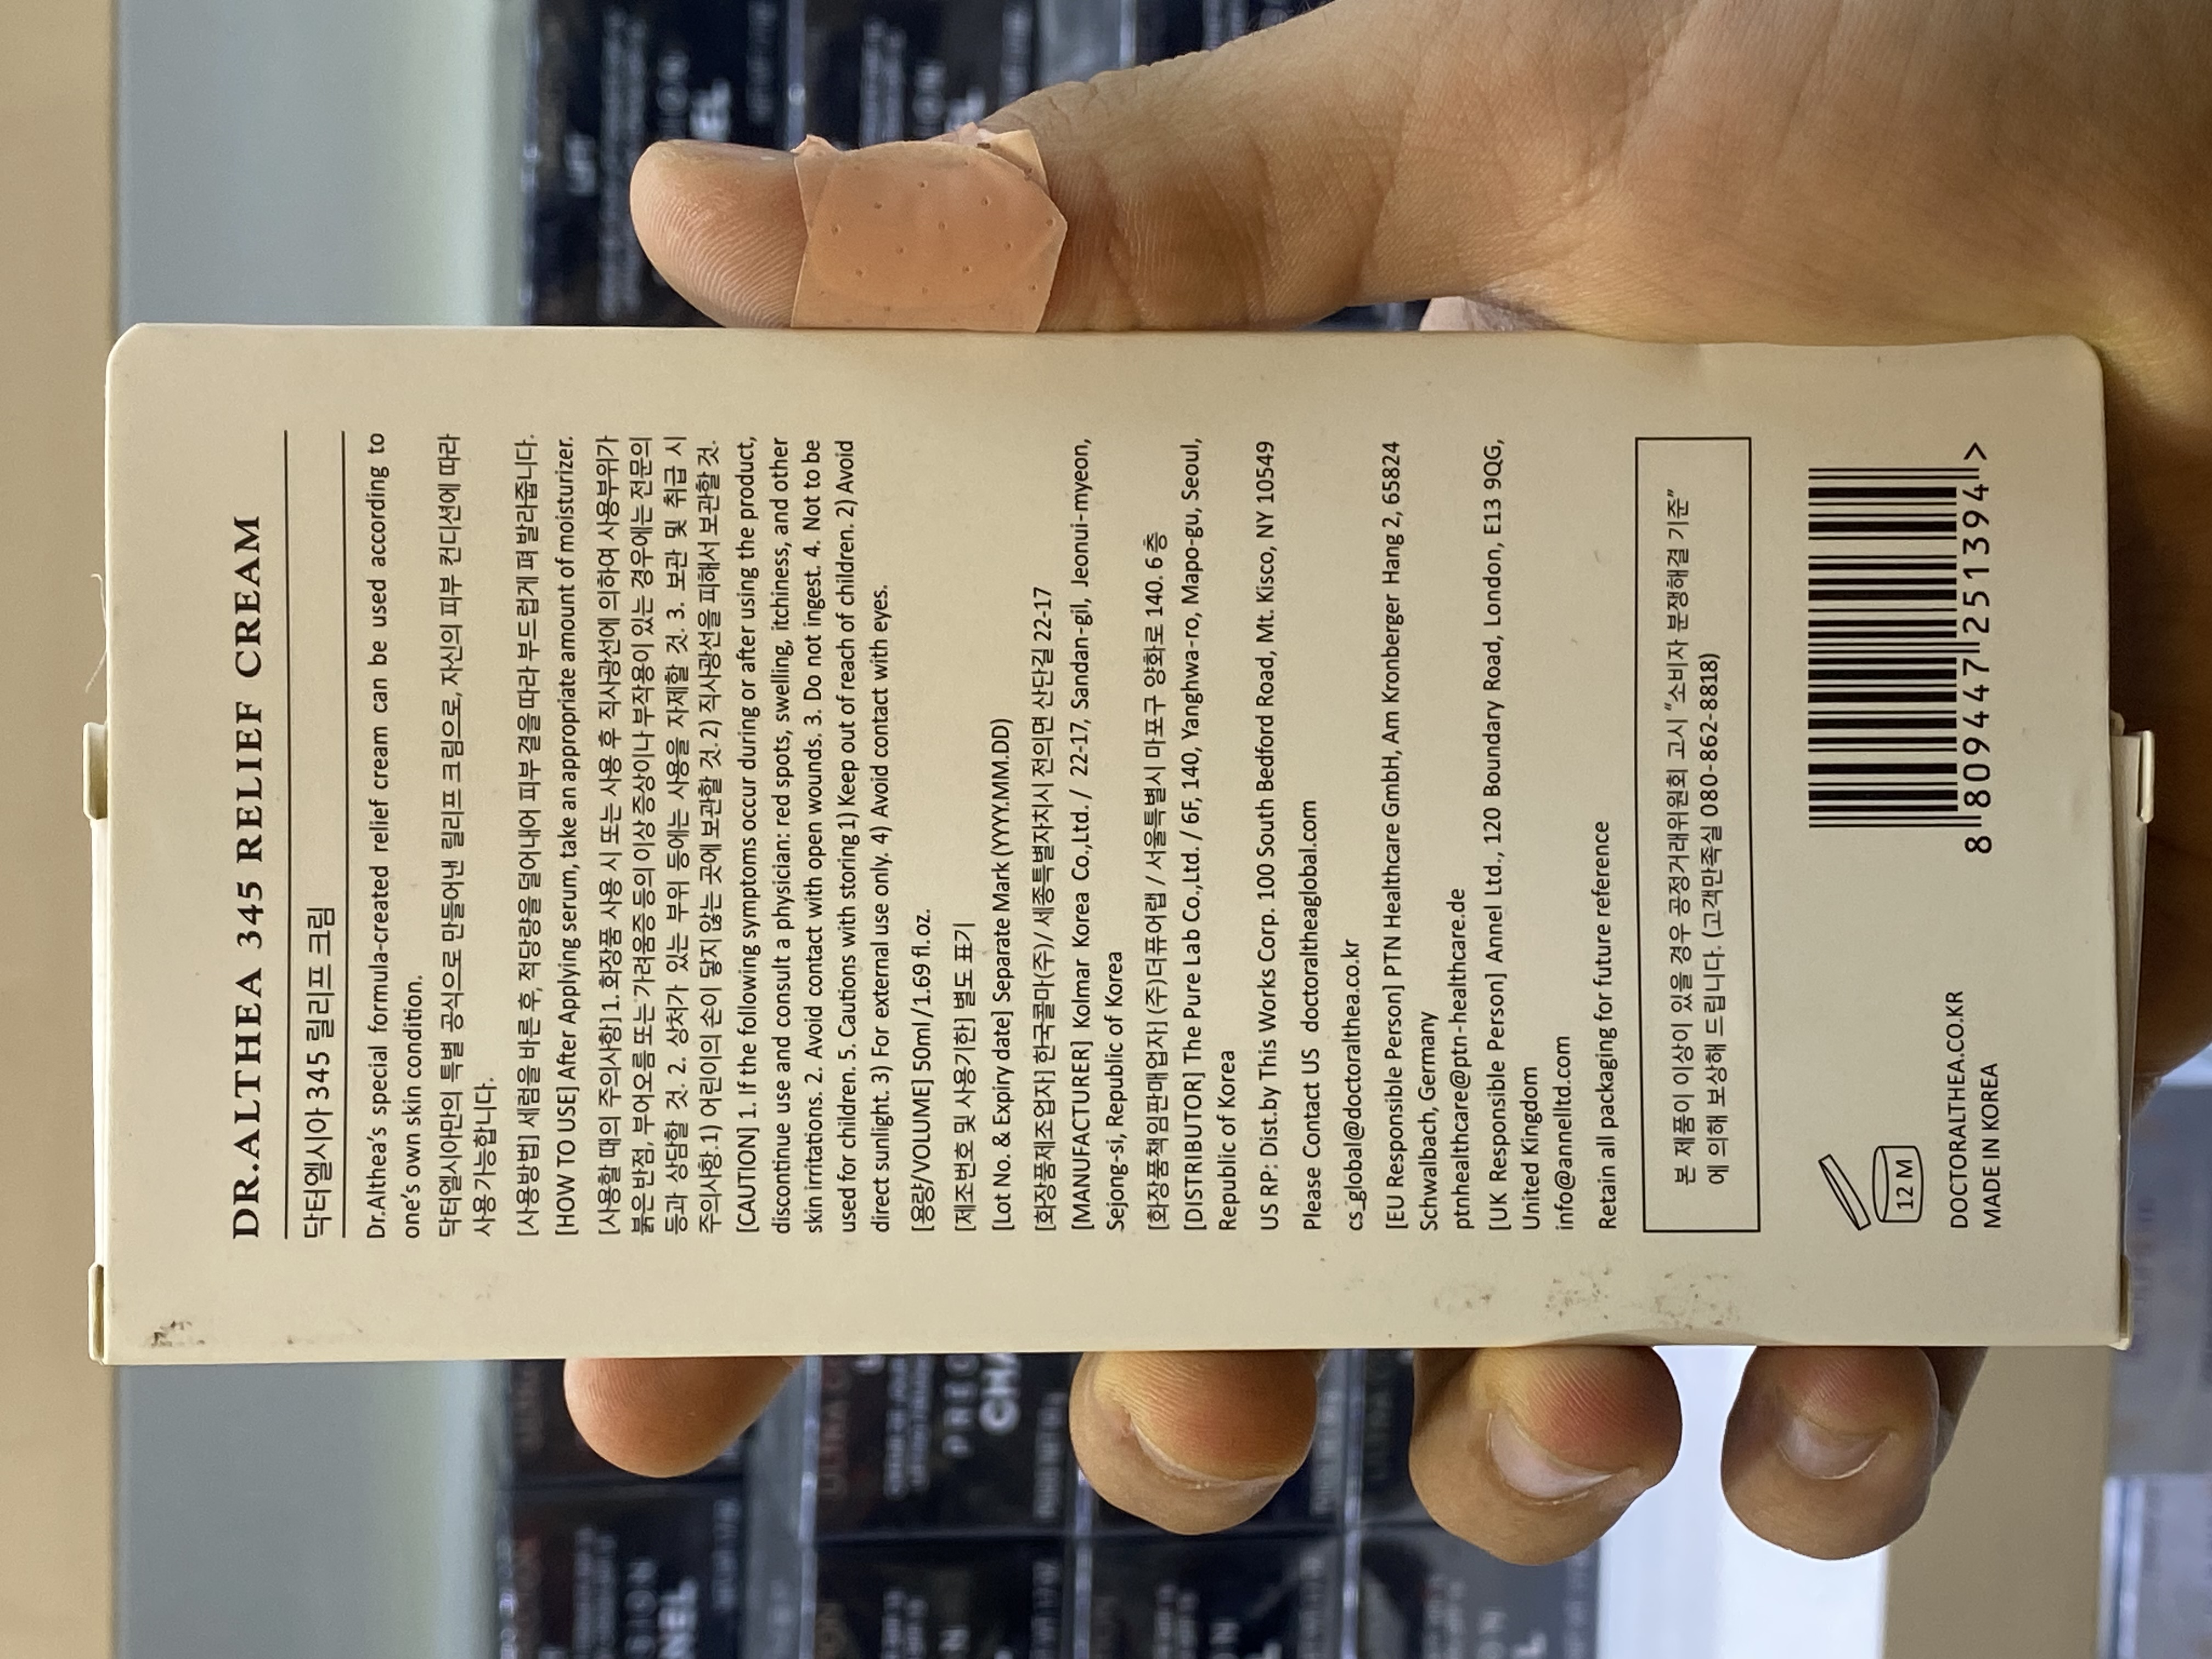 DR.ALTHEA 345 RELIEF CREAM
닥터엘시아 345 릴리프 크림
Dr.Althea's special formula-created relief cream can be used according to
one's own skin condition.
닥터엘시아만의 특별 공식으로 만들어낸 릴리프 크림으로, 자신의 피부 컨디션에 따라
사용 가능합니다.
[사용방법] 세럼을 바른 후, 적당량을 덜어내어 피부 결을 따라 부드럽게 펴 발라줍니다.
[HOW TO USE] After Applying serum, take an appropriate amount of moisturizer.
[사용할 때의 주의사항] 1. 화장품 사용 시 또는 사용 후 직사광선에 의하여 사용부위가
붉은 반점, 부어오름 또는 가려움증 등의 이상 증상이나 부작용이 있는 경우에는 전문의
등과 상담할 것. 2. 상처가 있는 부위 등에는 사용을 자제할 것. 3. 보관 및 취급 시
주의사항.1) 어린이의 손이 닿지 않는 곳에 보관할 것.2) 직사광선을 피해서 보관할 것.
[CAUTION] 1. If the following symptoms occur during or after using the product,
discontinue use and consult a physician: red spots, swelling, itchiness, and other
skin irritations. 2. Avoid contact with open wounds. 3. Do not ingest. 4. Not to be
used for children. 5. Cautions with storing 1) Keep out of reach of children. 2) Avoid
direct sunlight. 3) For external use only. 4) Avoid contact with eyes.
[용량/VOLUME] 50ml / 1.69 fl. oz.
[제조번호 및 사용기한] 별도 표기
[Lot No. & Expiry date] Separate Mark (YYYY.MM.DD)
[화장품제조업자] 한국콜마(주)/ 세종특별자치시 전의면 산단길 22-17
[MANUFACTURER] Kolmar Korea Co.,Ltd. / 22-17, Sandan-gil, Jeonui-myeon,
Sejong-si, Republic of Korea
[화장품책임판매업자] (주)더퓨어랩 / 서울특별시 마포구 양화로 140. 6 층
[DISTRIBUTOR] The Pure Lab Co.,Ltd. / 6F, 140, Yanghwa-ro, Mapo-gu, Seoul,
Republic of Korea
US RP: Dist.by This Works Corp. 100 South Bedford Road, Mt. Kisco, NY 10549
Please Contact US doctoraltheaglobal.com
cs_global@doctoralthea.co.kr
[EU Responsible Person] PTN Healthcare GmbH, Am Kronberger Hang 2, 65824
Schwalbach, Germany
ptnhealthcare@ptn-healthcare.de
[UK Responsible Person] Annel Ltd., 120 Boundary Road, London, E13 9QG,
United Kingdom
info@annelltd.com
Retain all packaging for future reference
본 제품이 이상이 있을 경우 공정거래위원회 고시 “소비자 분쟁해결 기준”
에 의해 보상해 드립니다. (고객만족실 080-862-8818)
12 M
DOCTORALTHEA.CO.KR
MADE IN KOREA
8 809447 251394 >